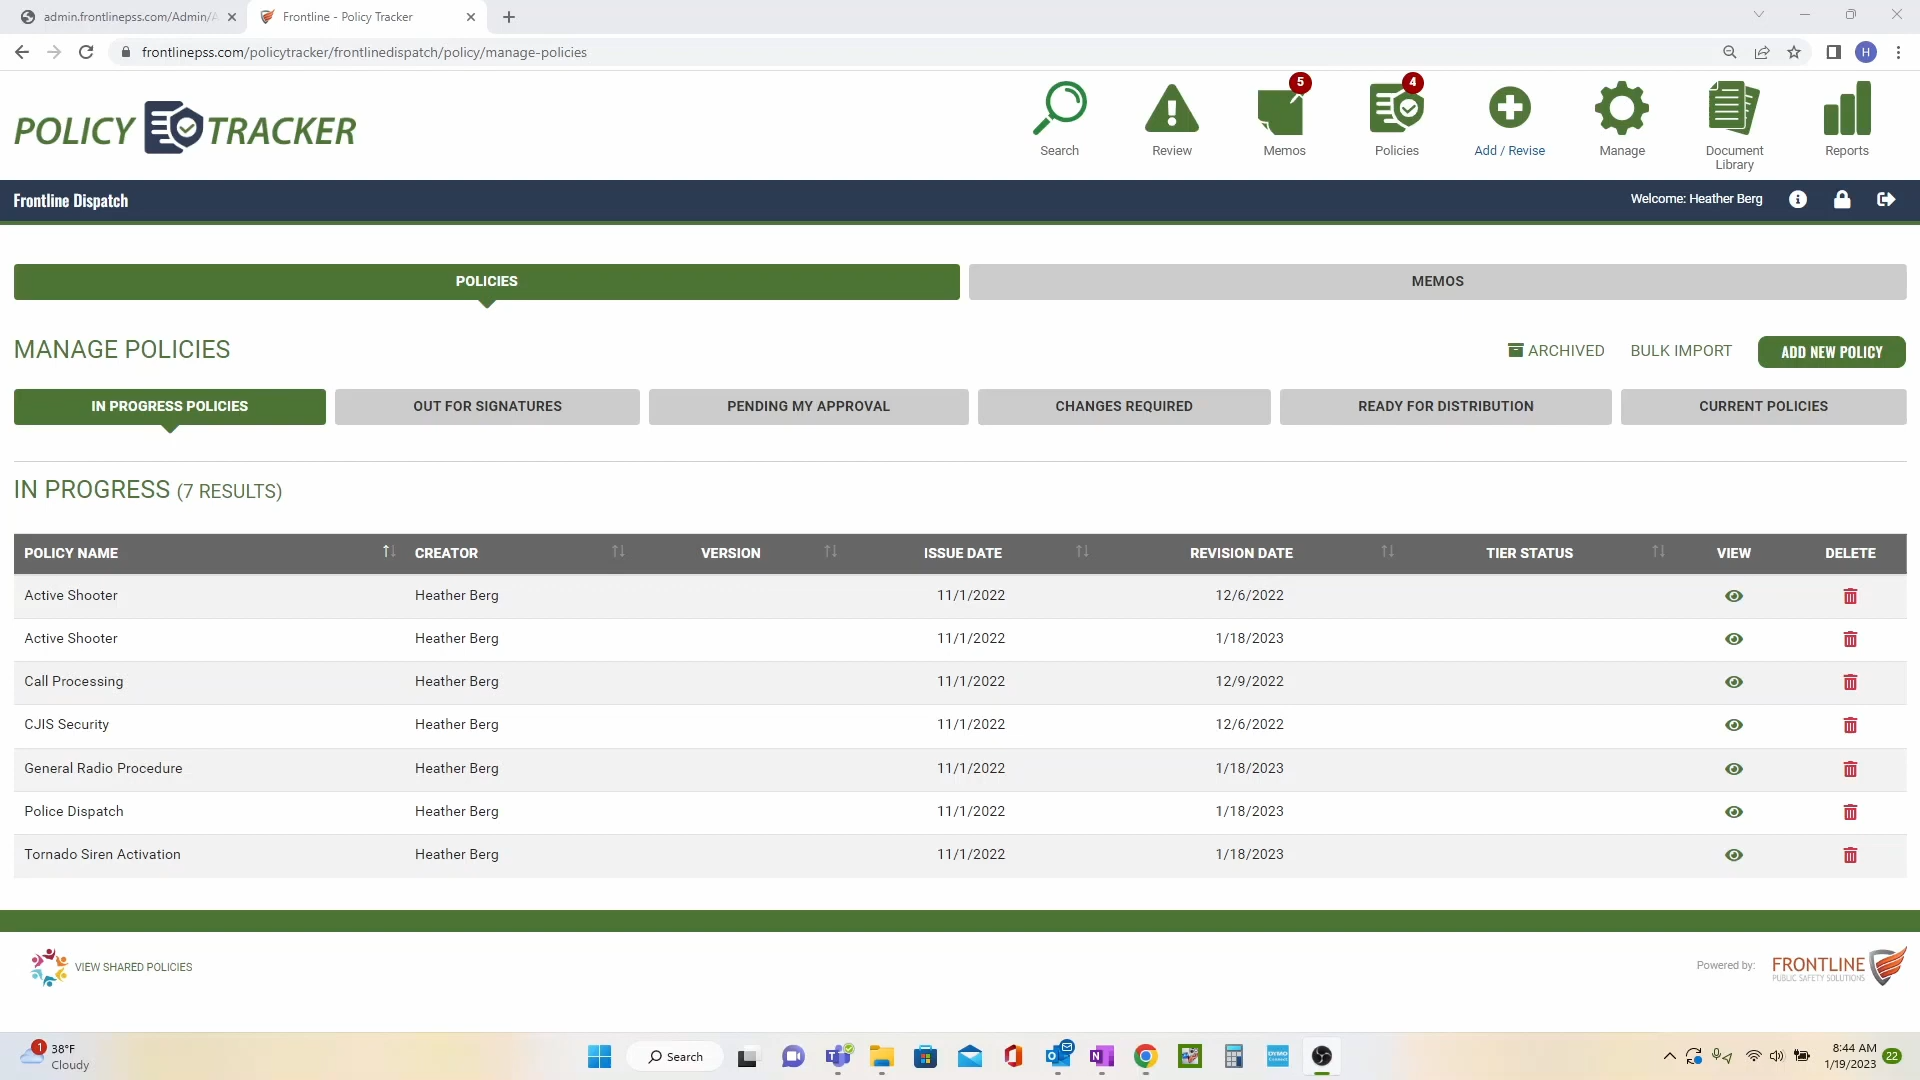 admin.frontlinepss.com/Admin/A
Frontline - Policy Tracker
frontlinepss.com/policytracker/frontlinedispatch/policy/manage-policies
H
POLICY TRACKER
Search
Review
5
Memos
4
Policies
Add / Revise
Manage
Document
Library
Reports
Frontline Dispatch
Welcome: Heather Berg
POLICIES
MEMOS
MANAGE POLICIES
ARCHIVED
BULK IMPORT
ADD NEW POLICY
IN PROGRESS POLICIES
OUT FOR SIGNATURES
PENDING MY APPROVAL
CHANGES REQUIRED
READY FOR DISTRIBUTION
CURRENT POLICIES
IN PROGRESS (7 RESULTS)
POLICY NAME CREATOR VERSION ISSUE DATE REVISION DATE TIER STATUS VIEW DELETE
Active Shooter Heather Berg 11/1/2022 12/6/2022
Active Shooter Heather Berg 11/1/2022 1/18/2023
Call Processing Heather Berg 11/1/2022 12/9/2022
CJIS Security Heather Berg 11/1/2022 12/6/2022
General Radio Procedure Heather Berg 11/1/2022 1/18/2023
Police Dispatch Heather Berg 11/1/2022 1/18/2023
Tornado Siren Activation Heather Berg 11/1/2022 1/18/2023
VIEW SHARED POLICIES
Powered by:
FRONTLINE
PUBLIC SAFETY SOLUTIONS
1
38°F
Cloudy
Search
8:44 AM
1/19/2023
22